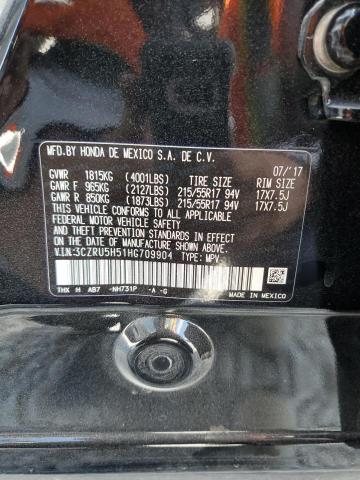 MFD.BY HONDA DE MEXICO S.A. DE C.V.
07/'17
GVWR 1815KG (4001LBS) TIRE SIZE RIM SIZE
GAWR F 965KG (2127LBS) 215/55R17 94V 17X7.5J
GAWR R 850KG (1873LBS) 215/55R17 94V 17X7.5J
THIS VEHICLE CONFORMS TO ALL APPLICABLE
FEDERAL MOTOR VEHICLE SAFETY
AND THEFT PREVENTION STANDARDS IN EFFECT ON THE
DATE OF MANUFACTURE SHOWN ABOVE.
V.I.N:3CZRU5H51HG709904 TYPE: MPV
THX H AB7 -NH731P -A -G
MADE IN MEXICO